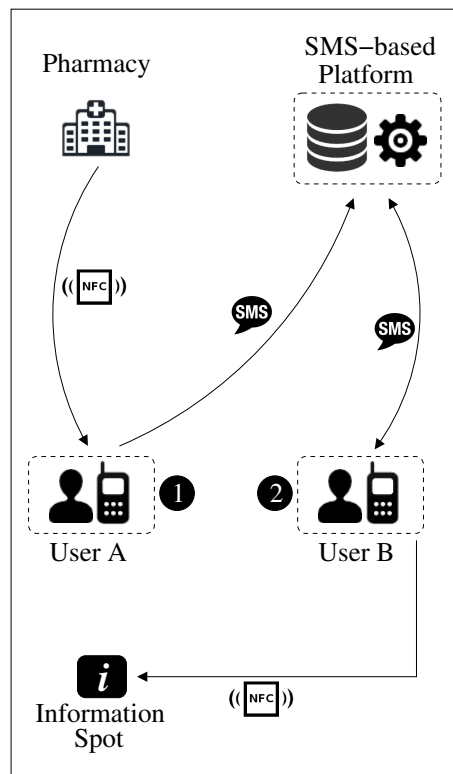 SMS−based
Platform
Pharmacy
((NFC))
SMS
SMS
1
2
User A
User B
i
((NFC))
Information
Spot